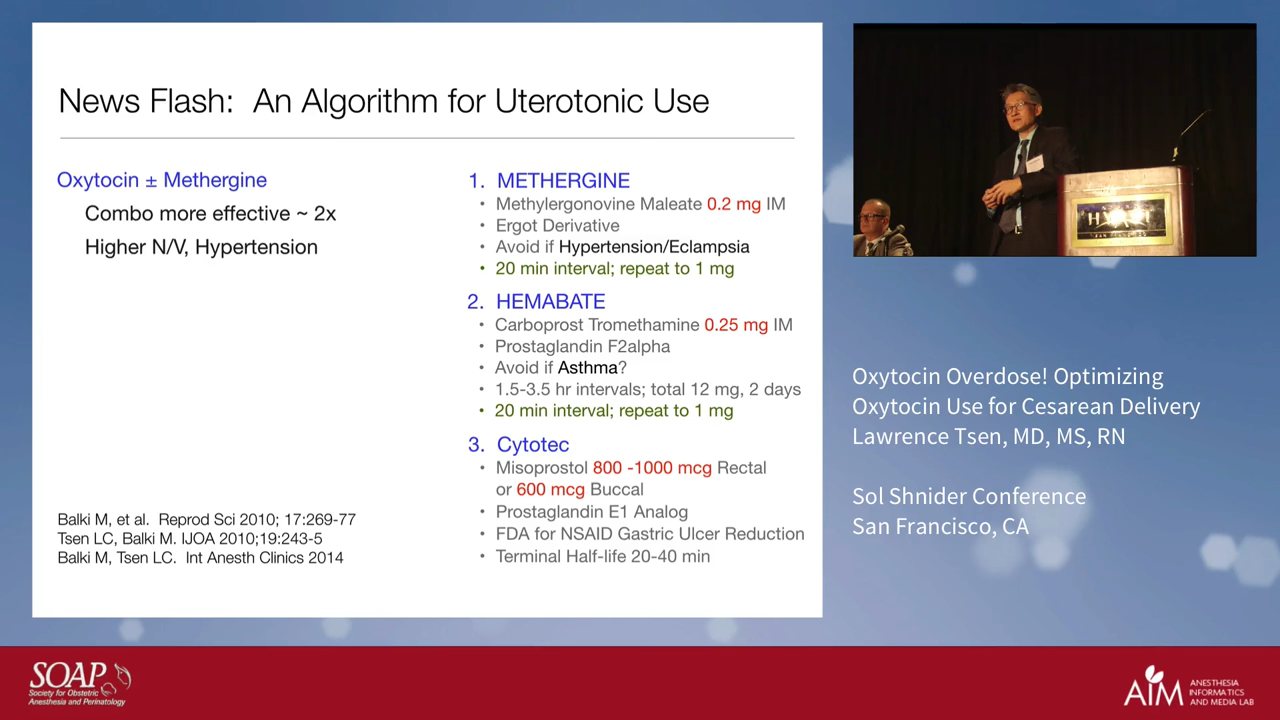 News Flash: An Algorithm for Uterotonic Use
Oxytocin ± Methergine
Combo more effective ~ 2x
Higher N/V, Hypertension
Balki M, et al. Reprod Sci 2010; 17:269-77
Tsen LC, Balki M. IJOA 2010;19:243-5
Balki M, Tsen LC. Int Anesth Clinics 2014
1. METHERGINE
• Methylergonovine Maleate 0.2 mg IM
• Ergot Derivative
• Avoid if Hypertension/Eclampsia
• 20 min interval; repeat to 1 mg
2. HEMABATE
• Carboprost Tromethamine 0.25 mg IM
• Prostaglandin F2alpha
• Avoid if Asthma?
• 1.5-3.5 hr intervals; total 12 mg, 2 days
• 20 min interval; repeat to 1 mg
3. Cytotec
• Misoprostol 800 -1000 mcg Rectal
or 600 mcg Buccal
• Prostaglandin E1 Analog
• FDA for NSAID Gastric Ulcer Reduction
• Terminal Half-life 20-40 min
HYATT
Oxytocin Overdose! Optimizing
Oxytocin Use for Cesarean Delivery
Lawrence Tsen, MD, MS, RN
Sol Shnider Conference
San Francisco, CA
SOAP
Society for Obstetric
Anesthesia and Perinatology
AIM
ANESTHESIA
INFORMATICS
AND MEDIA LAB